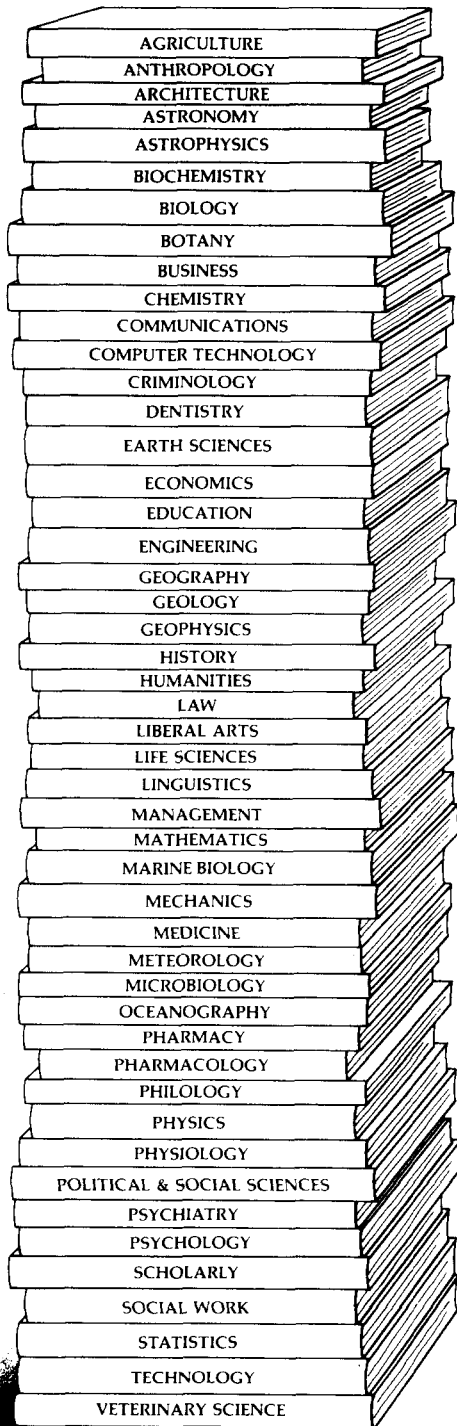 AGRICULTURE
ANTHROPOLOGY
ARCHITECTURE
ASTRONOMY
ASTROPHYSICS
BIOCHEMISTRY
BIOLOGY
BOTANY
BUSINESS
CHEMISTRY
COMMUNICATIONS
COMPUTER TECHNOLOGY
CRIMINOLOGY
DENTISTRY
EARTH SCIENCES
ECONOMICS
EDUCATION
ENGINEERING
GEOGRAPHY
GEOLOGY
GEOPHYSICS
HISTORY
HUMANITIES
LAW
LIBERAL ARTS
LIFE SCIENCES
LINGUISTICS
MANAGEMENT
MATHEMATICS
MARINE BIOLOGY
MECHANICS
MEDICINE
METEOROLOGY
MICROBIOLOGY
OCEANOGRAPHY
PHARMACY
PHARMACOLOGY
PHILOLOGY
PHYSICS
PHYSIOLOGY
POLITICAL & SOCIAL SCIENCES
PSYCHIATRY
PSYCHOLOGY
SCHOLARLY
SOCIAL WORK
STATISTICS
TECHNOLOGY
VETERINARY SCIENCE